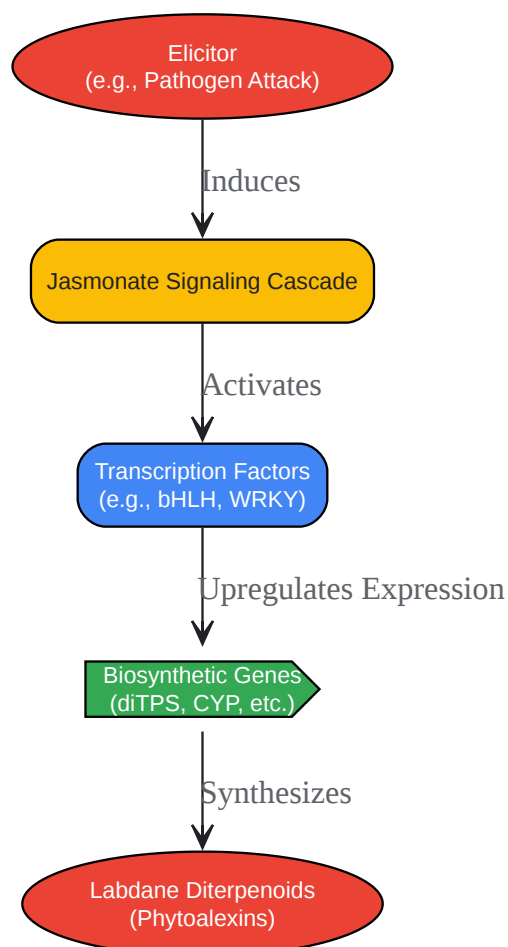 Elicitor
(e.g., Pathogen Attack)
Induces
Jasmonate Signaling Cascade
Activates
Transcription Factors
(e.g., bHLH, WRKY)
Upregulates Expression
Biosynthetic Genes
(diTPS, CYP, etc.)
Synthesizes
Labdane Diterpenoids
(Phytoalexins)